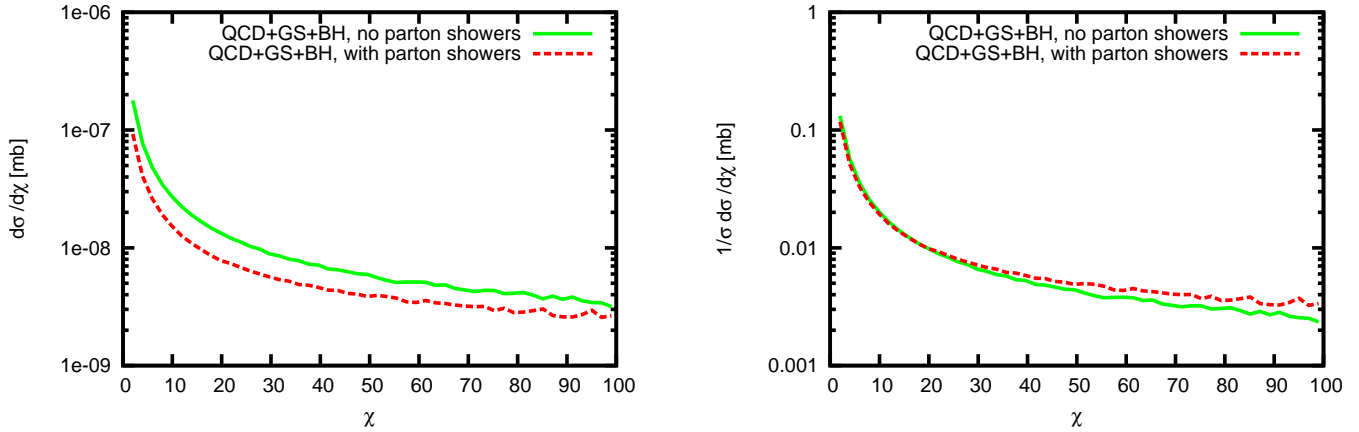 1e-06
QCD+GS+BH, no parton showers
QCD+GS+BH, with parton showers
1e-07
1e-08
1e-09
dσ/dχ [mb]
0 10 20 30 40 50 60 70 80 90 100
χ
1
QCD+GS+BH, no parton showers
QCD+GS+BH, with parton showers
0.1
0.01
0.001
1/σ dσ/dχ [mb]
0 10 20 30 40 50 60 70 80 90 100
χ